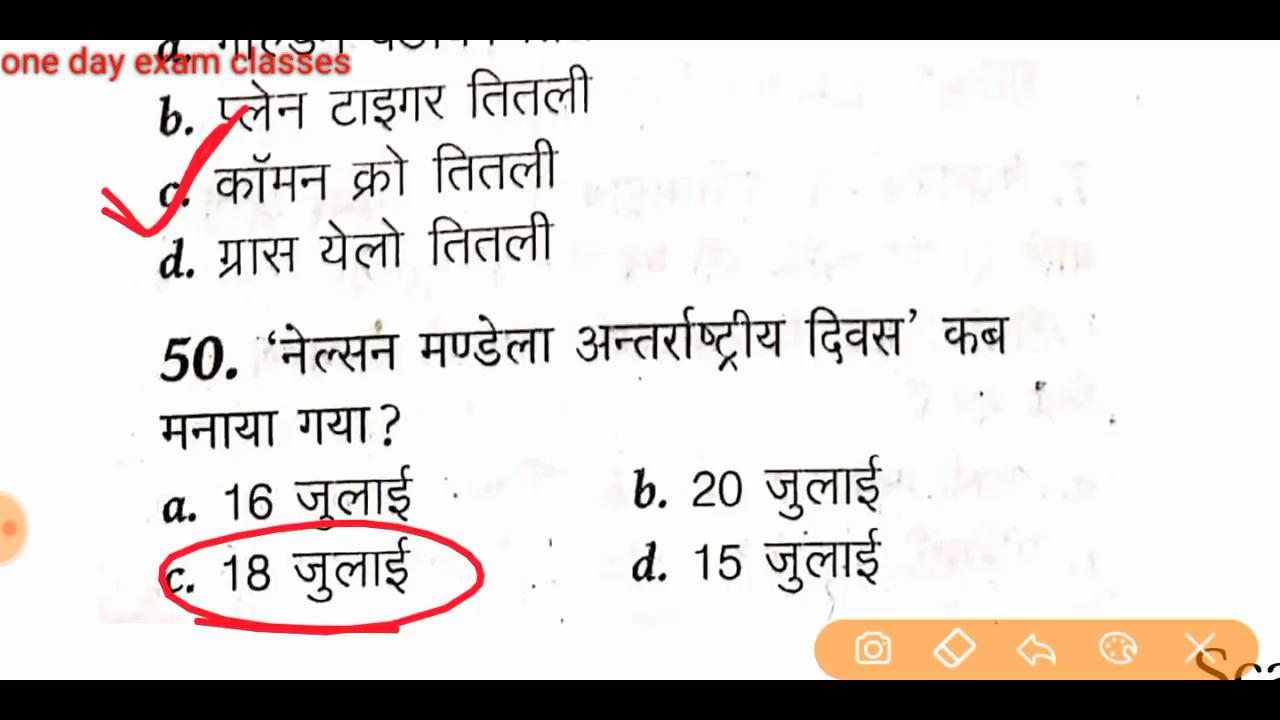 a.
one day exam classes
b. प्लेन टाइगर तितली
c. कॉमन क्रो तितली
d. ग्रास येलो तितली
50. ‘नेल्सन मण्डेला अन्तर्राष्ट्रीय दिवस’ कब
मनाया गया?
a. 16 जुलाई b. 20 जुलाई
c. 18 जुलाई d. 15 जुलाई